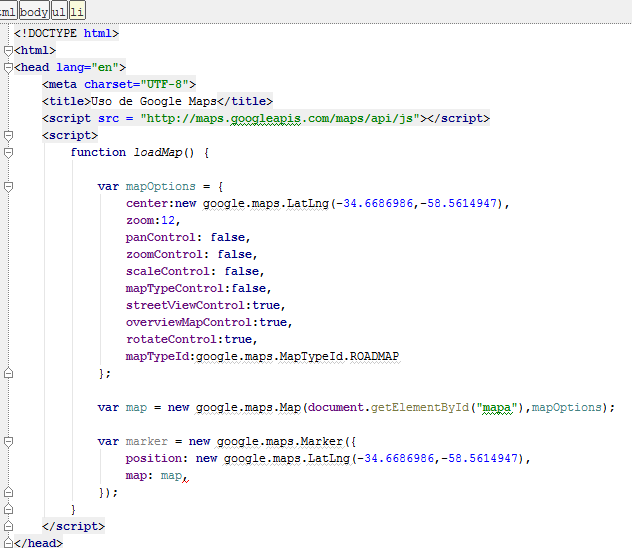 tml body ul li
<!DOCTYPE html>
<html>
<head lang="en">
    <meta charset="UTF-8">
    <title>Uso de Google Maps</title>
    <script src = "http://maps.googleapis.com/maps/api/js"></script>
    <script>
        function loadMap() {

            var mapOptions = {
                center:new google.maps.LatLng(-34.6686986,-58.5614947),
                zoom:12,
                panControl: false,
                zoomControl: false,
                scaleControl: false,
                mapTypeControl:false,
                streetViewControl:true,
                overviewMapControl:true,
                rotateControl:true,
                mapTypeId:google.maps.MapTypeId.ROADMAP
            };

            var map = new google.maps.Map(document.getElementById("mapa"),mapOptions);

            var marker = new google.maps.Marker({
                position: new google.maps.LatLng(-34.6686986,-58.5614947),
                map: map,
            });
        }
    </script>
</head>